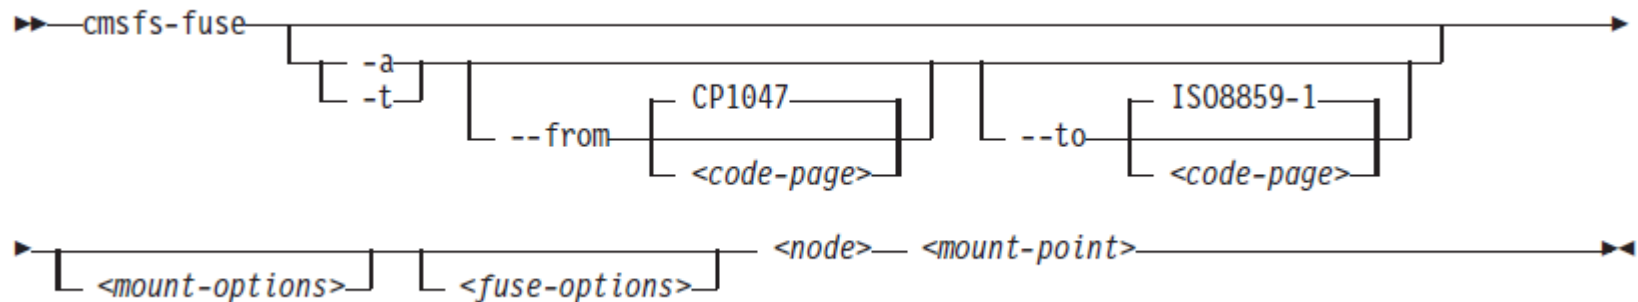 cmsfs-fuse
-a
-t
CP1047
ISO8859-1
--from
--to
<code-page>
<code-page>
<node> <mount-point>
<mount-options> <fuse-options>